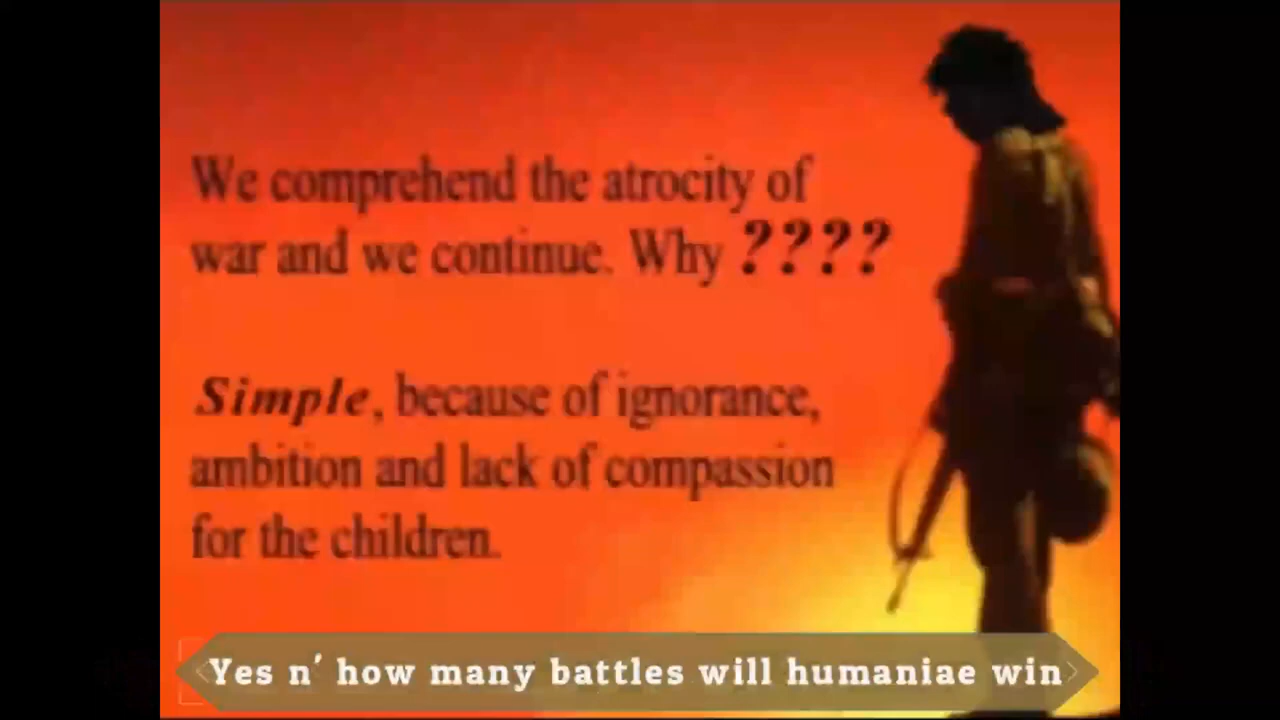 We comprehend the atrocity of
war and we continue. Why ????
Simple, because of ignorance,
ambition and lack of compassion
for the children.
Yes n' how many battles will humaniae win